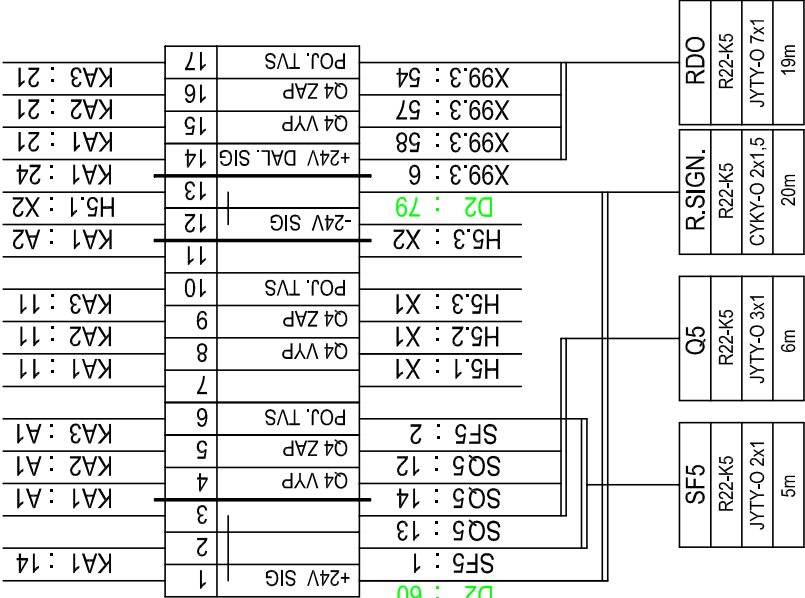 D2 : 60 +24V SIG 1
SF5 : 1 2 KA1 : 14
SQ5 : 13 3
SQ5 : 14 Q4 VYP 4 KA1 : A1
SQ5 : 12 Q4 ZAP 5 KA2 : A1
SF5 : 2 POJ. TVS 6 KA3 : A1
7
H5.1 : X1 Q4 VYP 8 KA1 : 11
H5.2 : X1 Q4 ZAP 9 KA2 : 11
H5.3 : X1 POJ. TVS 10 KA3 : 11
11
H5.3 : X2 -24V SIG 12 KA1 : A2
D2 : 79 13 H5.1 : X2
X99.3 : 6 +24V DAL. SIG 14 KA1 : 24
X99.3 : 58 Q4 VYP 15 KA1 : 21
X99.3 : 57 Q4 ZAP 16 KA2 : 21
X99.3 : 54 POJ. TVS 17 KA3 : 21
SF5
R22-K5
JYTY-O 2x1
5m
Q5
R22-K5
JYTY-O 3x1
6m
R.SIGN.
R22-K5
CYKY-O 2x1,5
20m
RDO
R22-K5
JYTY-O 7x1
19m